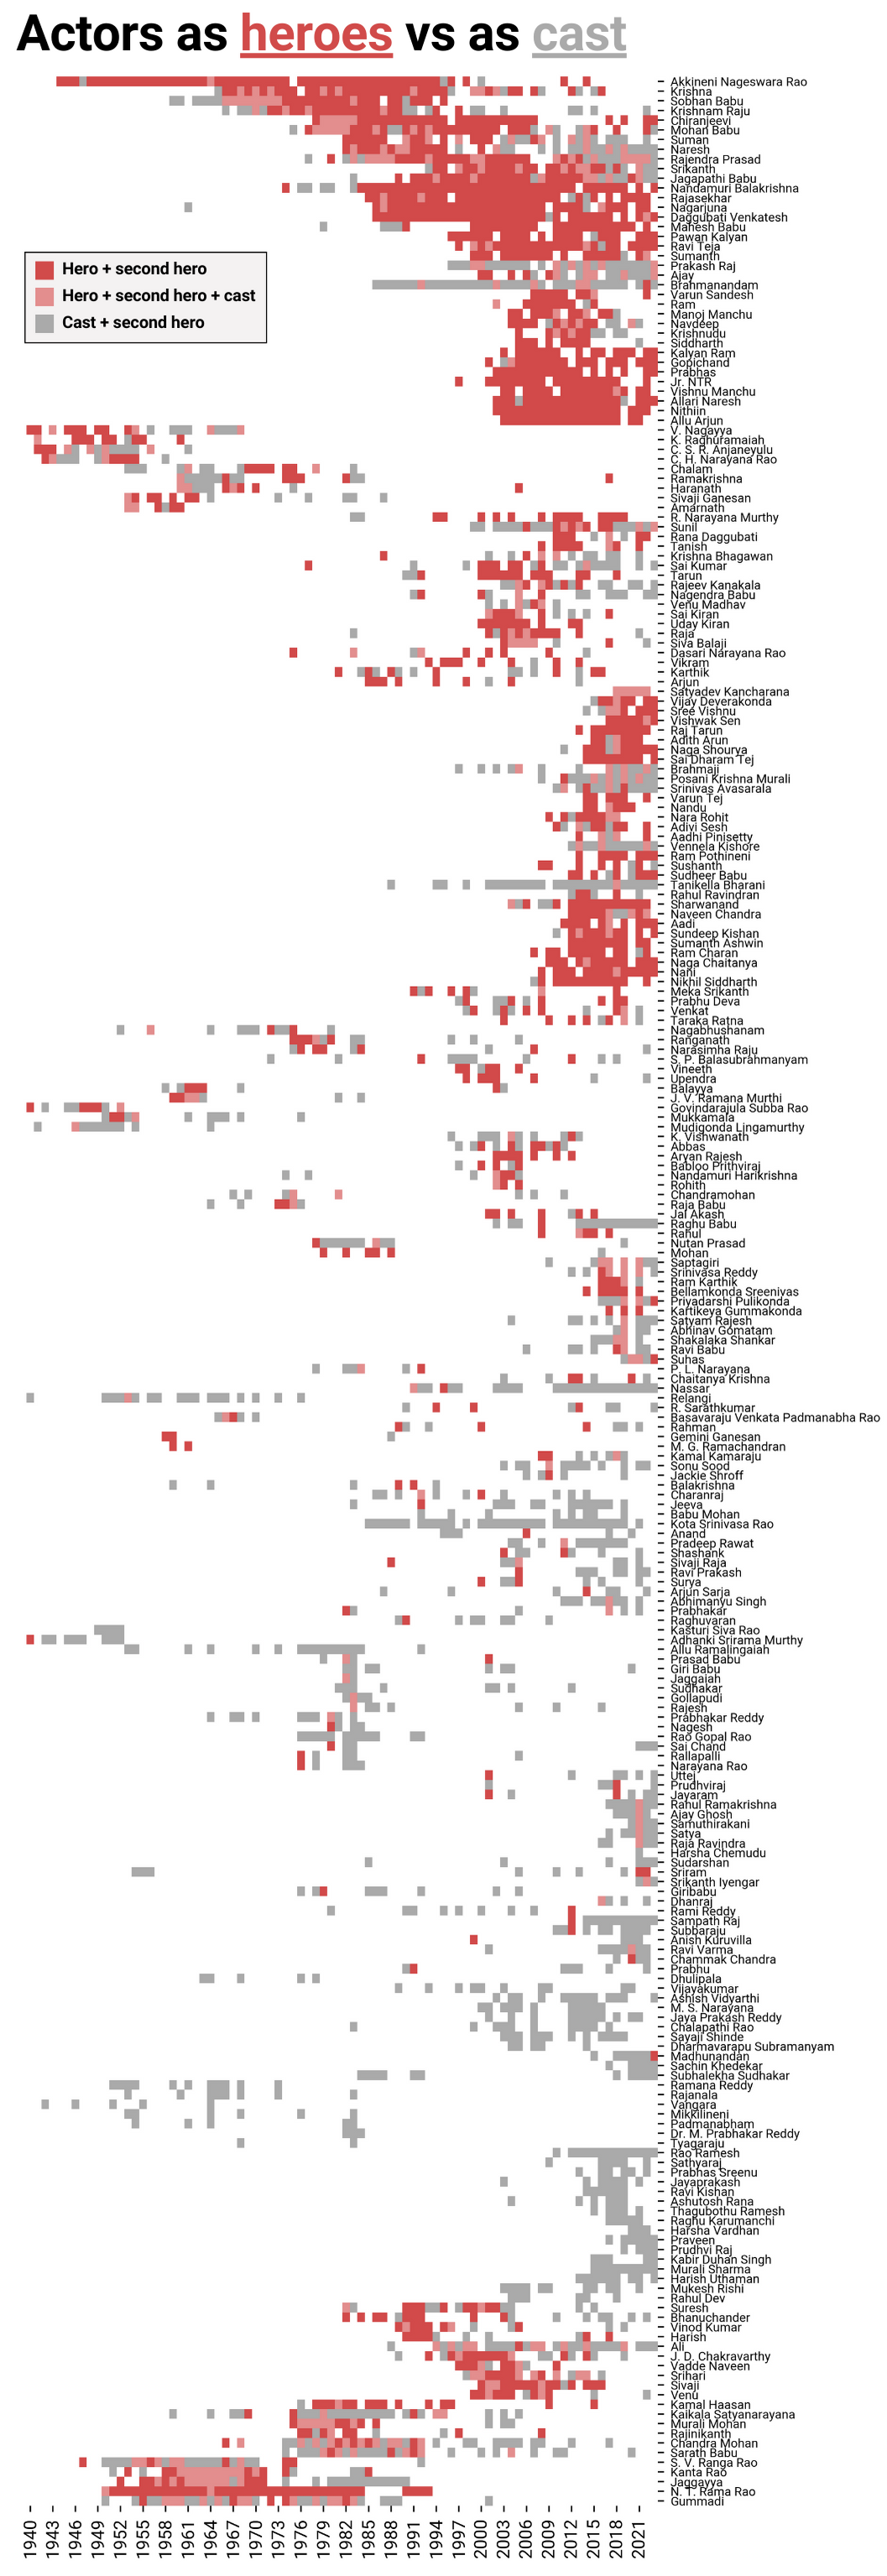 Actors as heroes vs as cast
Hero + second hero
Hero + second hero + cast
Cast + second hero
Akkineni Nageswara Rao
Krishna
Sobhan Babu
Krishnam Raju
Chiranjeevi
Mohan Babu
Suman
Naresh
Rajendra Prasad
Srikanth
Jagapathi Babu
Nandamuri Balakrishna
Rajasekhar
Nagarjuna
Daggubati Venkatesh
Mahesh Babu
Pawan Kalyan
Ravi Teja
Sumanth
Prakash Raj
Ajay
Brahmanandam
Varun Sandesh
Ram
Manoj Manchu
Navdeep
Krishnudu
Siddharth
Kalyan Ram
Gopichand
Prabhas
Jr. NTR
Vishnu Manchu
Allari Naresh
Nithiin
Allu Arjun
V. Nagayya
K. Raghuramaiah
C. S. R. Anjaneyulu
C. H. Narayana Rao
Chalam
Ramakrishna
Haranath
Sivaji Ganesan
Amarnath
R. Narayana Murthy
Sunil
Rana Daggubati
Tanish
Krishna Bhagawan
Sai Kumar
Tarun
Rajeev Kanakala
Nagendra Babu
Venu Madhav
Sai Kiran
Uday Kiran
Raja
Siva Balaji
Dasari Narayana Rao
Vikram
Karthik
Arjun
Satyadev Kancharana
Vijay Deverakonda
Sree Vishnu
Vishwak Sen
Raj Tarun
Adith Arun
Naga Shourya
Sai Dharam Tej
Brahmaji
Posani Krishna Murali
Srinivas Avasarala
Varun Tej
Nandu
Nara Rohit
Adivi Sesh
Aadhi Pinisetty
Vennela Kishore
Ram Pothineni
Sushanth
Sudheer Babu
Tanikella Bharani
Rahul Ravindran
Sharwanand
Naveen Chandra
Aadi
Sundeep Kishan
Sumanth Ashwin
Ram Charan
Naga Chaitanya
Nani
Nikhil Siddharth
Meka Srikanth
Prabhu Deva
Venkat
Taraka Ratna
Nagabhushanam
Ranganath
Narasimha Raju
S. P. Balasubrahmanyam
Vineeth
Upendra
Balayya
J. V. Ramana Murthi
Govindarajula Subba Rao
Mukkamala
Mudigonda Lingamurthy
K. Vishwanath
Abbas
Aryan Rajesh
Babloo Prithviraj
Nandamuri Harikrishna
Rohith
Chandramohan
Raja Babu
Jai Akash
Raghu Babu
Rahul
Nutan Prasad
Mohan
Saptagiri
Srinivasa Reddy
Ram Karthik
Bellamkonda Sreenivas
Priyadarshi Pulikonda
Kartikeya Gummakonda
Satyam Rajesh
Abhinav Gomatam
Shakalaka Shankar
Ravi Babu
Suhas
P. L. Narayana
Chaitanya Krishna
Nassar
Relangi
R. Sarathkumar
Basavaraju Venkata Padmanabha Rao
Rahman
Gemini Ganesan
M. G. Ramachandran
Kamal Kamaraju
Sonu Sood
Jackie Shroff
Balakrishna
Charanraj
Jeeva
Babu Mohan
Kota Srinivasa Rao
Anand
Pradeep Rawat
Shashank
Sivaji Raja
Ravi Prakash
Surya
Arjun Sarja
Abhimanyu Singh
Prabhakar
Raghuvaran
Kasturi Siva Rao
Adhanki Srirama Murthy
Allu Ramalingaiah
Prasad Babu
Giri Babu
Jaggaiah
Sudhakar
Gollapudi
Rajesh
Prabhakar Reddy
Nagesh
Rao Gopal Rao
Sai Chand
Rallapalli
Narayana Rao
Uttej
Prudhviraj
Jayaram
Rahul Ramakrishna
Ajay Ghosh
Samuthirakani
Satya
Raja Ravindra
Harsha Chemudu
Sudarshan
Sriram
Srikanth Iyengar
Giribabu
Dhanraj
Rami Reddy
Sampath Raj
Subbaraju
Anish Kuruvilla
Ravi Varma
Chammak Chandra
Prabhu
Dhulipala
Vijayakumar
Ashish Vidyarthi
M. S. Narayana
Jaya Prakash Reddy
Chalapathi Rao
Sayaji Shinde
Dharmavarapu Subramanyam
Madhunandan
Sachin Khedekar
Subhalekha Sudhakar
Ramana Reddy
Rajanala
Vangara
Mikkilineni
Padmanabham
Dr. M. Prabhakar Reddy
Tyagaraju
Rao Ramesh
Sathyaraj
Prabhas Sreenu
Jayaprakash
Ravi Kishan
Ashutosh Rana
Thagubothu Ramesh
Raghu Karumanchi
Harsha Vardhan
Praveen
Prudhvi Raj
Kabir Duhan Singh
Murali Sharma
Harish Uthaman
Mukesh Rishi
Rahul Dev
Suresh
Bhanuchander
Vinod Kumar
Harish
Ali
J. D. Chakravarthy
Vadde Naveen
Srihari
Sivaji
Venu
Kamal Haasan
Kaikala Satyanarayana
Murali Mohan
Rajinikanth
Chandra Mohan
Sarath Babu
S. V. Ranga Rao
Kanta Rao
Jaggayya
N. T. Rama Rao
Gummadi
1940 1943 1946 1949 1952 1955 1958 1961 1964 1967 1970 1973 1976 1979 1982 1985 1988 1991 1994 1997 2000 2003 2006 2009 2012 2015 2018 2021